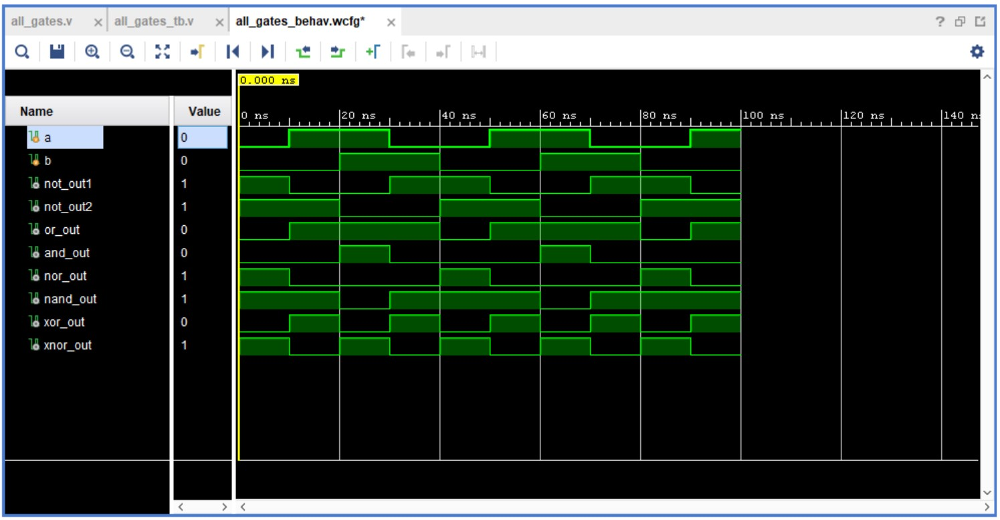 all_gates.v × all_gates_tb.v × all_gates_behav.wcfg* × ?
0.000 ns
Name Value 0 ns 20 ns 40 ns 60 ns 80 ns 100 ns 120 ns 140 n
a 0
b 0
not_out1 1
not_out2 1
or_out 0
and_out 0
nor_out 1
nand_out 1
xor_out 0
xnor_out 1